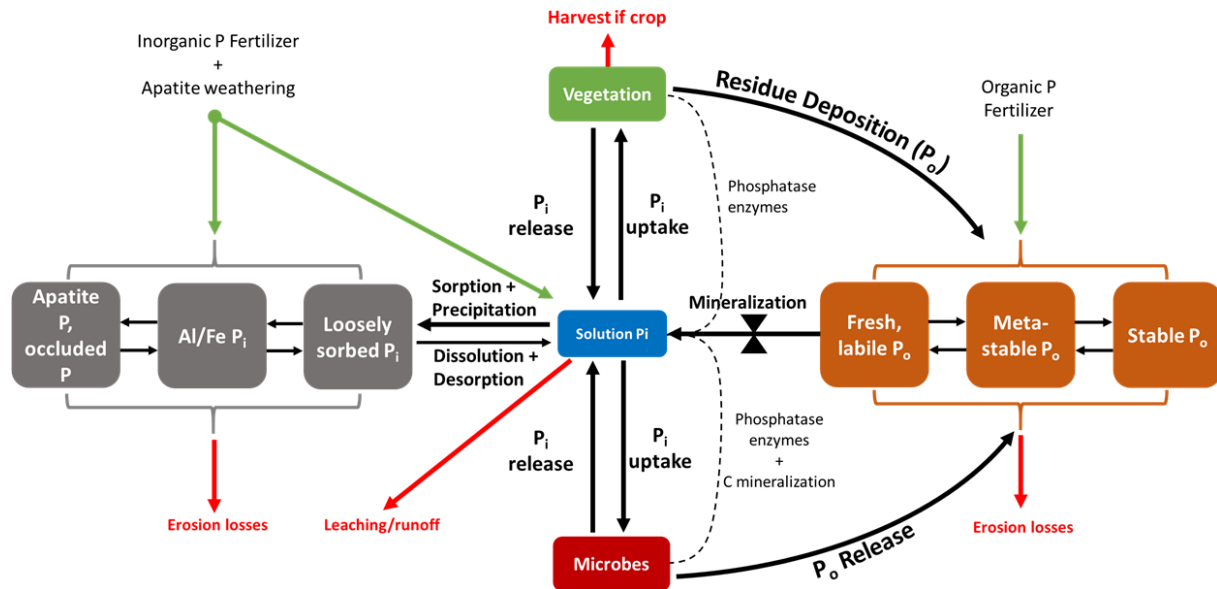 Harvest if crop
Inorganic P Fertilizer
+
Apatite weathering
Vegetation
Residue Deposition (Pₒ)
Organic P
Fertilizer
Phosphatase
enzymes
Pᵢ
release
Pᵢ
uptake
Apatite
P,
occluded
P
Al/Fe Pᵢ
Loosely
sorbed Pᵢ
Sorption +
Precipitation
Dissolution +
Desorption
Solution Pi
Mineralization
Fresh,
labile Pₒ
Meta-
stable Pₒ
Stable Pₒ
Pᵢ
release
Pᵢ
uptake
Phosphatase
enzymes
+
C mineralization
Erosion losses
Leaching/runoff
Microbes
Pₒ Release
Erosion losses